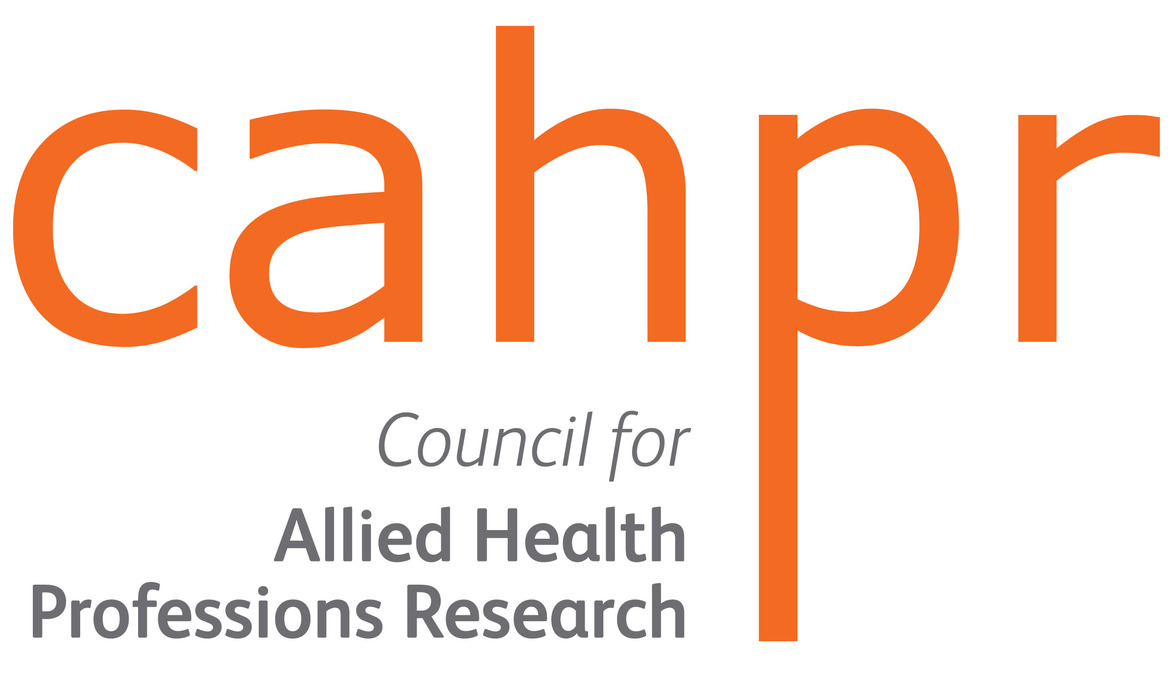 cahpr
Council for
Allied Health
Professions Research